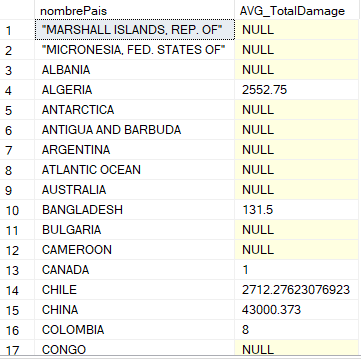 nombrePais AVG_TotalDamage
1 "MARSHALL ISLANDS, REP. OF" NULL
2 "MICRONESIA, FED. STATES OF" NULL
3 ALBANIA NULL
4 ALGERIA 2552.75
5 ANTARCTICA NULL
6 ANTIGUA AND BARBUDA NULL
7 ARGENTINA NULL
8 ATLANTIC OCEAN NULL
9 AUSTRALIA NULL
10 BANGLADESH 131.5
11 BULGARIA NULL
12 CAMEROON NULL
13 CANADA 1
14 CHILE 2712.27623076923
15 CHINA 43000.373
16 COLOMBIA 8
17 CONGO NULL